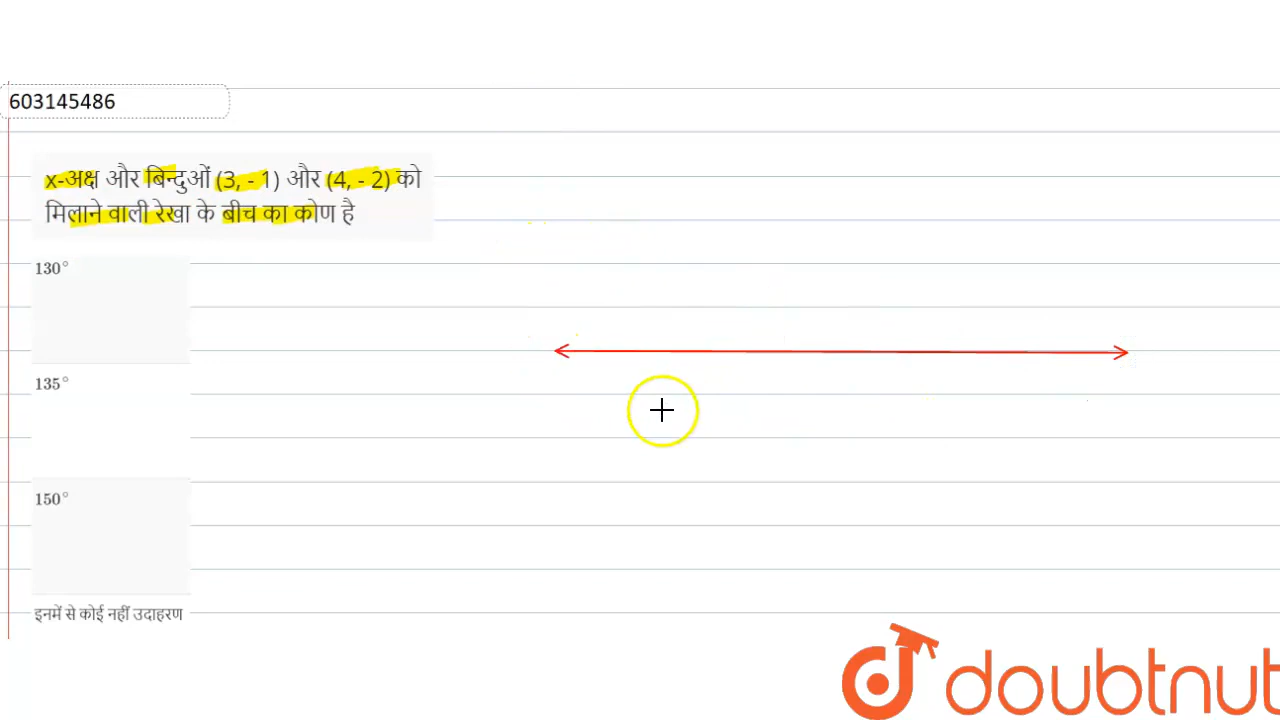 603145486
x-अक्ष और बिन्दुओं (3, - 1) और (4, - 2) को
मिलाने वाली रेखा के बीच का कोण है
130°
135°
150°
इनमें से कोई नहीं उदाहरण
doubtnut